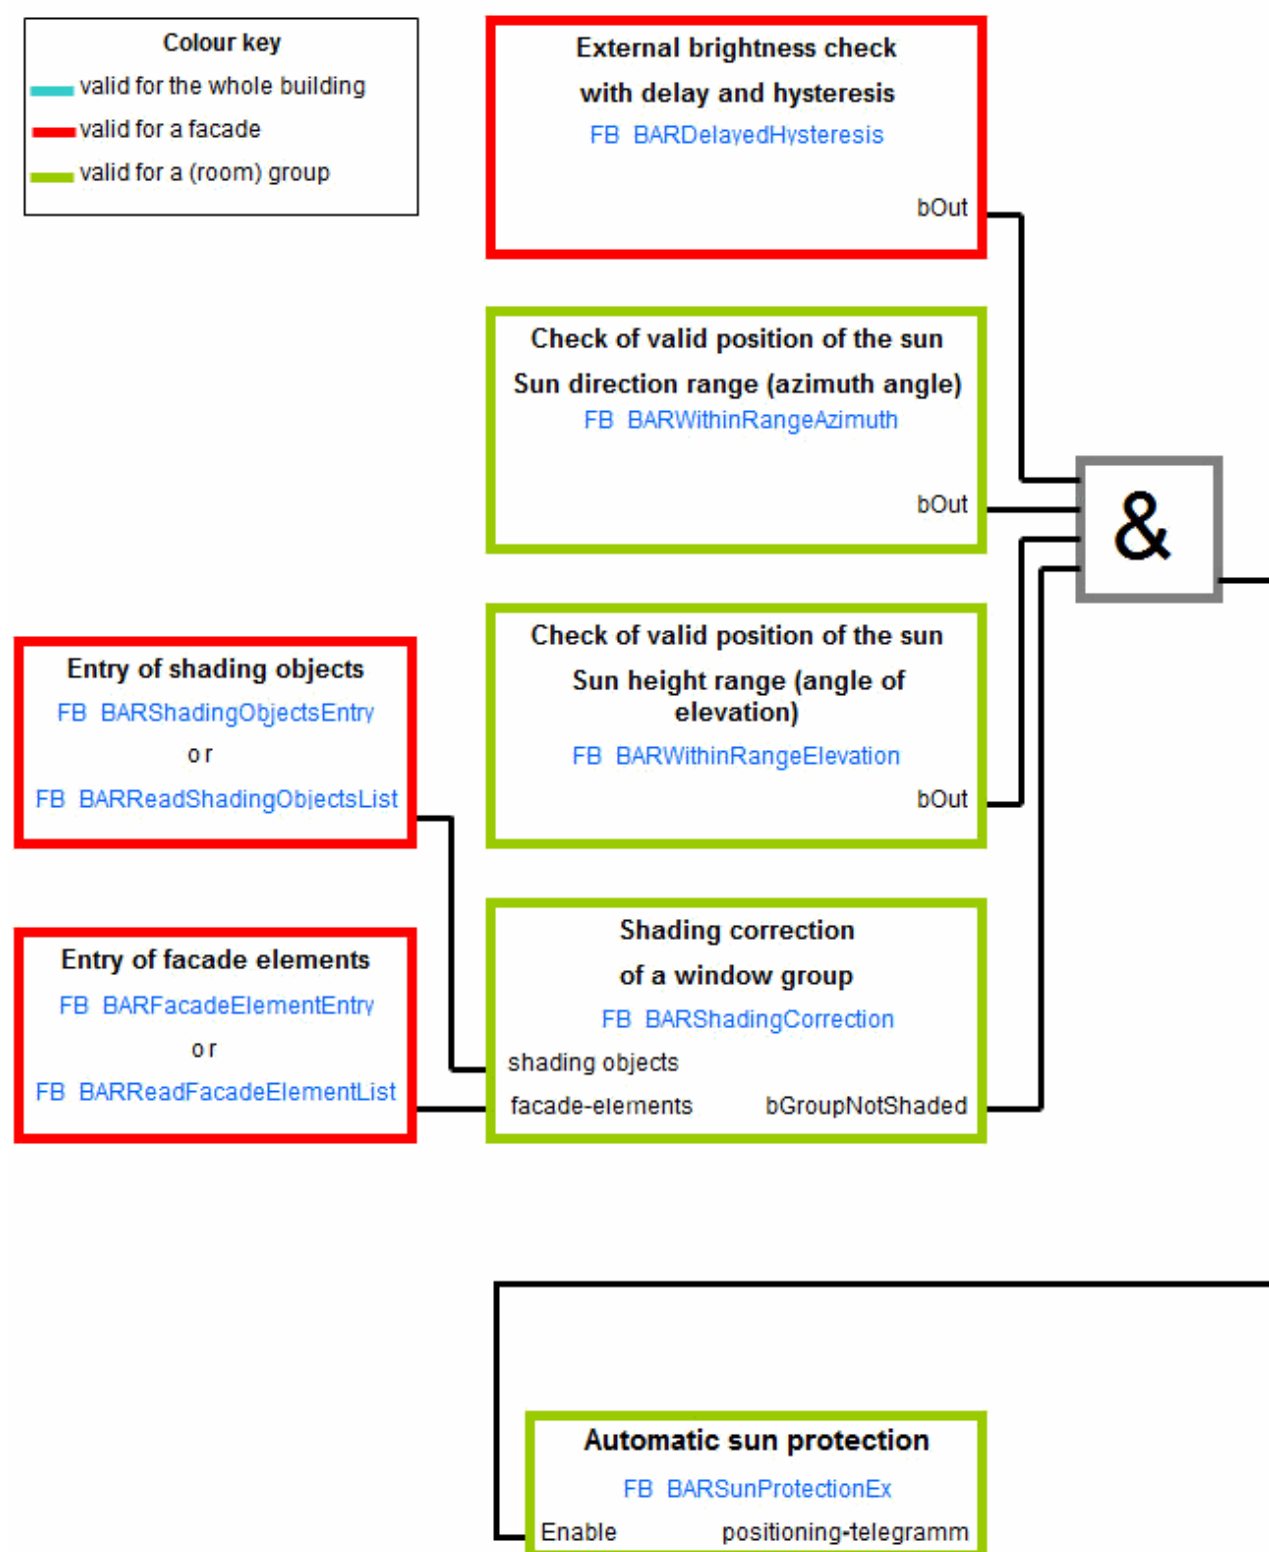 Colour key
valid for the whole building
valid for a facade
valid for a (room) group
External brightness check
with delay and hysteresis
FB BARDelayedHysteresis
bOut
Check of valid position of the sun
Sun direction range (azimuth angle)
FB BARWithinRangeAzimuth
bOut
&
Check of valid position of the sun
Sun height range (angle of
elevation)
FB BARWithinRangeElevation
bOut
Entry of shading objects
FB BARShadingObjectsEntry
or
FB BARReadShadingObjectsList
Entry of facade elements
FB BARFacadeElementEntry
or
FB BARReadFacadeElementList
Shading correction
of a window group
FB BARShadingCorrection
shading objects
facade-elements bGroupNotShaded
Automatic sun protection
FB BARSunProtectionEx
Enable positioning-telegramm